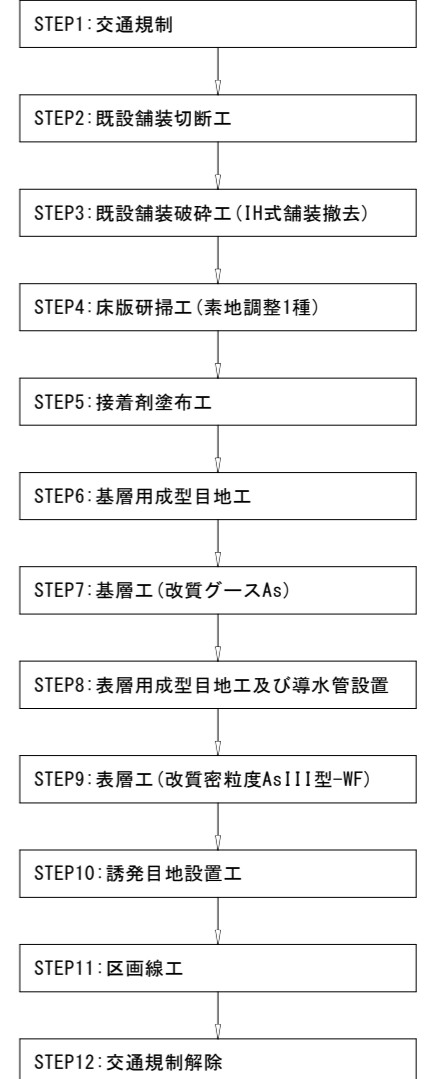 STEP1:交通規制
STEP2:既設舗装切断工
STEP3:既設舗装破砕工(IH式舗装撤去)
STEP4:床版研掃工(素地調整1種)
STEP5:接着剤塗布工
STEP6:基層用成型目地工
STEP7:基層工(改質グースAs)
STEP8:表層用成型目地工及び導水管設置
STEP9:表層工(改質密粒度AsIII型-WF)
STEP10:誘発目地設置工
STEP11:区画線工
STEP12:交通規制解除